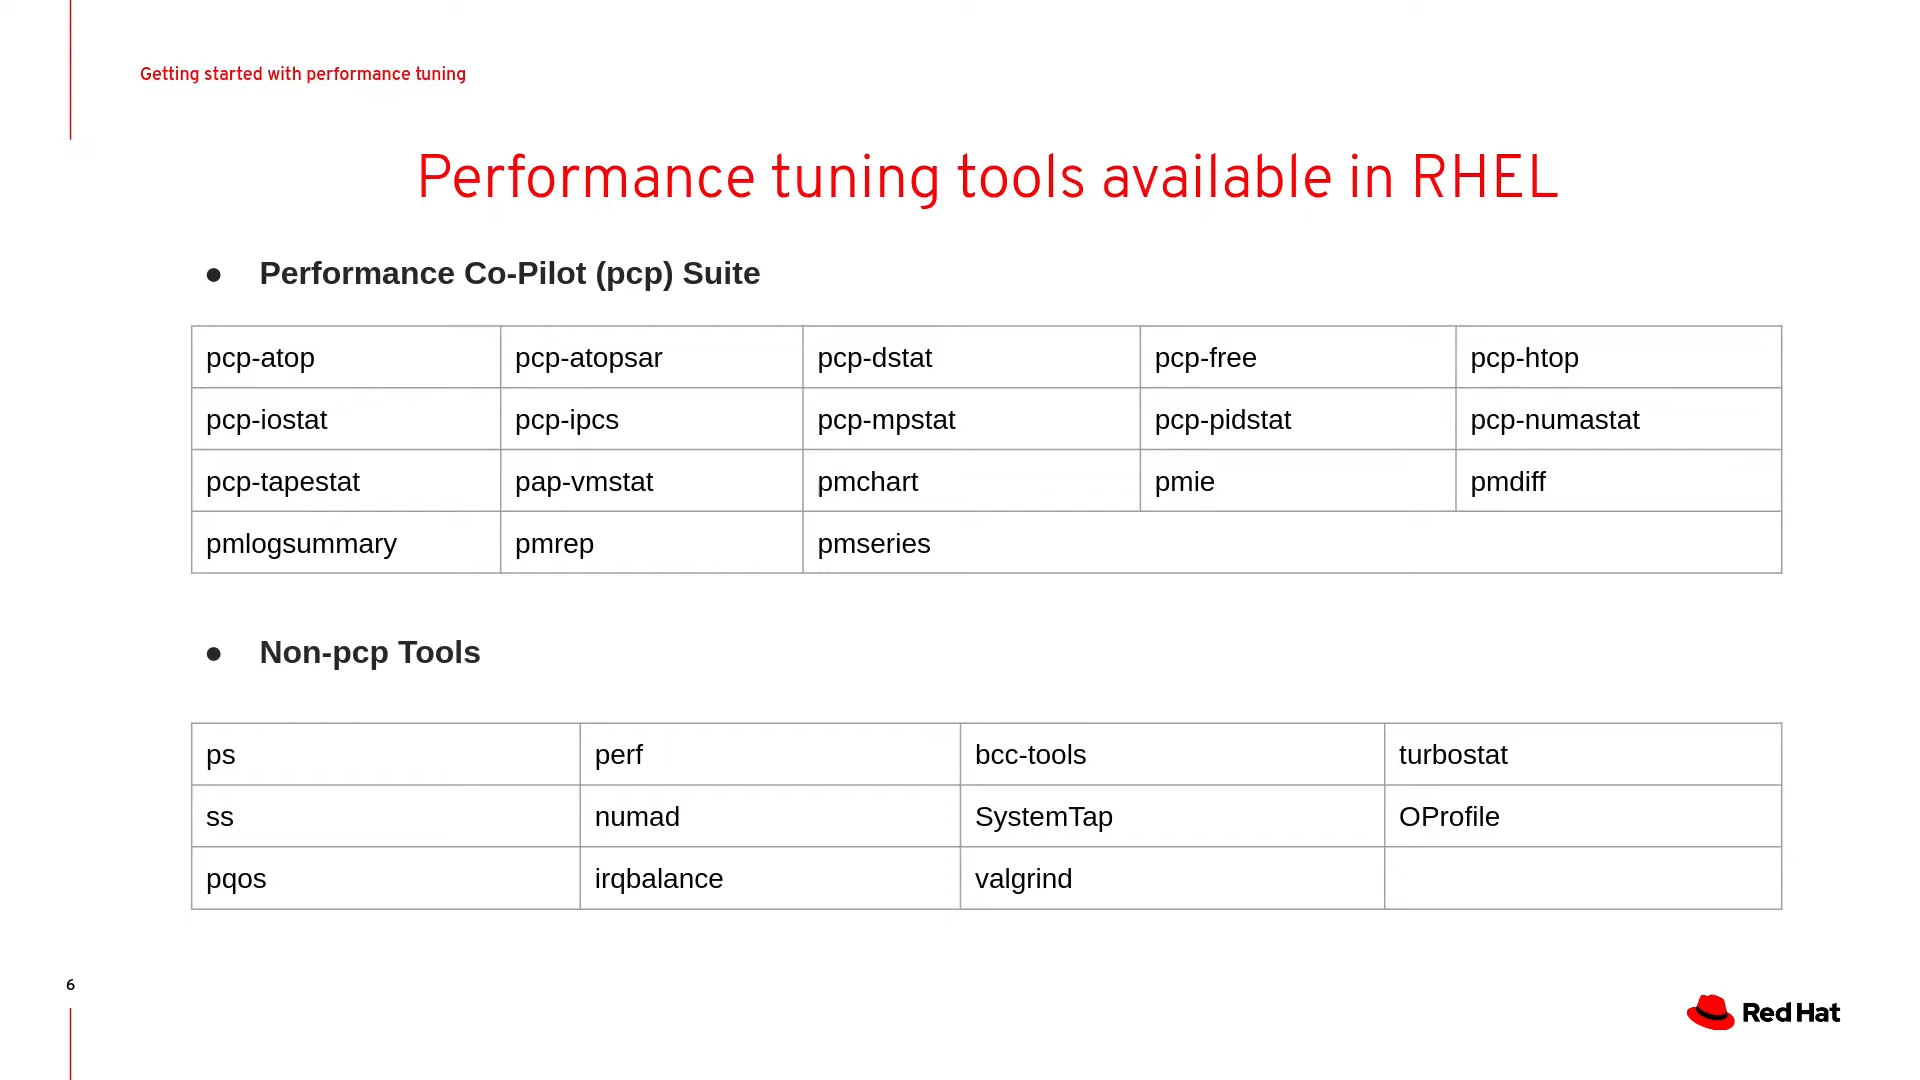 Getting started with performance tuning
Performance tuning tools available in RHEL
● Performance Co-Pilot (pcp) Suite
pcp-atop pcp-atopsar pcp-dstat pcp-free pcp-htop
pcp-iostat pcp-ipcs pcp-mpstat pcp-pidstat pcp-numastat
pcp-tapestat pap-vmstat pmchart pmie pmdiff
pmlogsummary pmrep pmseries
● Non-pcp Tools
ps perf bcc-tools turbostat
ss numad SystemTap OProfile
pqos irqbalance valgrind
6
Red Hat